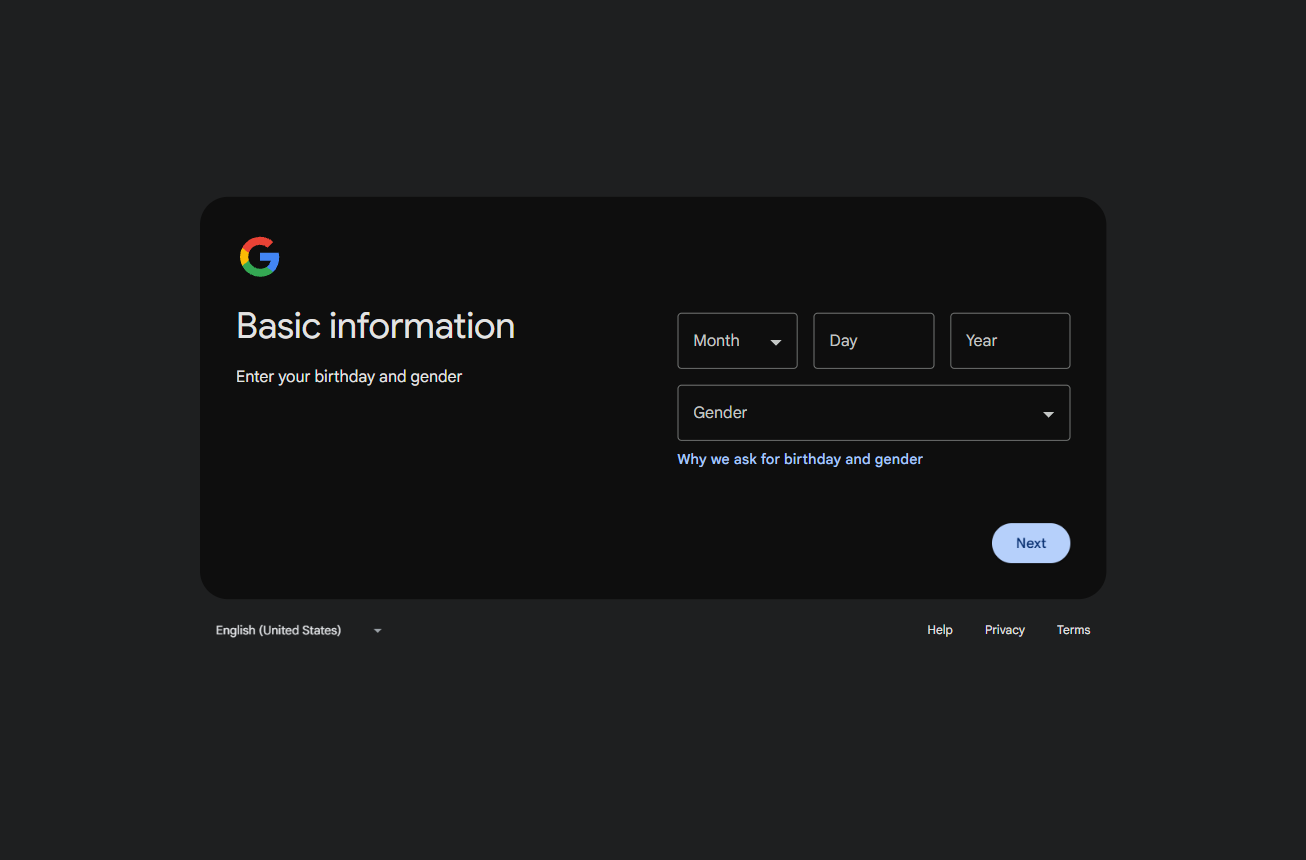 Basic information
Enter your birthday and gender
Month Day Year
Gender
Why we ask for birthday and gender
Next
English (United States) Help Privacy Terms